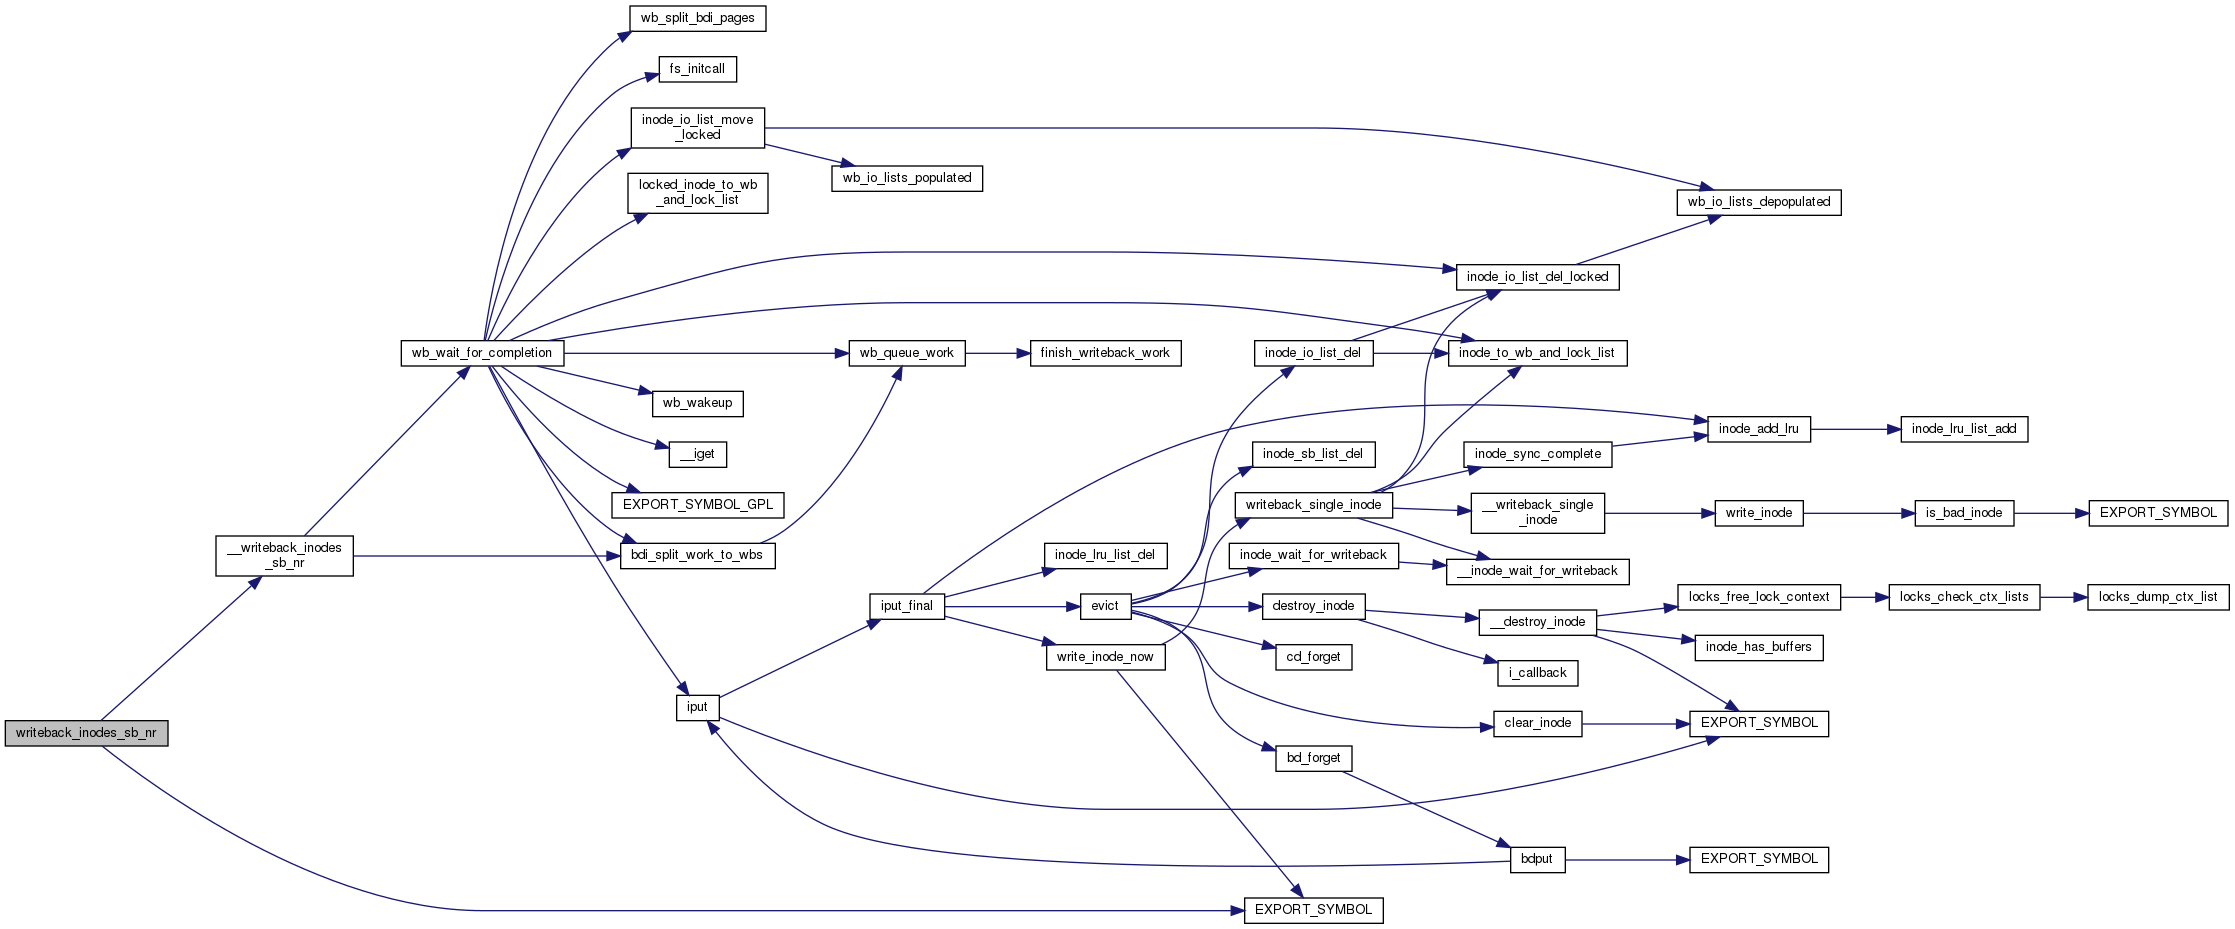 wb_split_bdi_pages
fs_initcall
inode_io_list_move
_locked
wb_io_lists_populated
locked_inode_to_wb
_and_lock_list
wb_io_lists_depopulated
inode_io_list_del_locked
wb_wait_for_completion
wb_queue_work
finish_writeback_work
inode_io_list_del
inode_to_wb_and_lock_list
wb_wakeup
inode_add_lru
inode_lru_list_add
__iget
inode_sb_list_del
inode_sync_complete
EXPORT_SYMBOL_GPL
writeback_single_inode
__writeback_single
_inode
write_inode
is_bad_inode
EXPORT_SYMBOL
__writeback_inodes
_sb_nr
bdi_split_work_to_wbs
inode_lru_list_del
inode_wait_for_writeback
__inode_wait_for_writeback
iput_final
evict
destroy_inode
__destroy_inode
locks_free_lock_context
locks_check_ctx_lists
locks_dump_ctx_list
write_inode_now
cd_forget
inode_has_buffers
i_callback
iput
clear_inode
EXPORT_SYMBOL
writeback_inodes_sb_nr
bd_forget
bdput
EXPORT_SYMBOL
EXPORT_SYMBOL